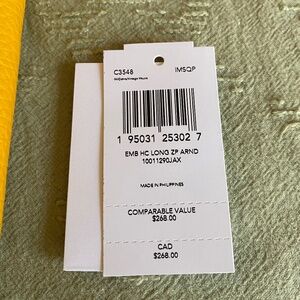 C3548 IMSQP
1 95031 25302 7
EMB HC LONG ZP ARND
10011290JAX
MADE IN PHILIPPINES
COMPARABLE VALUE
$268.00
CAD
$268.00